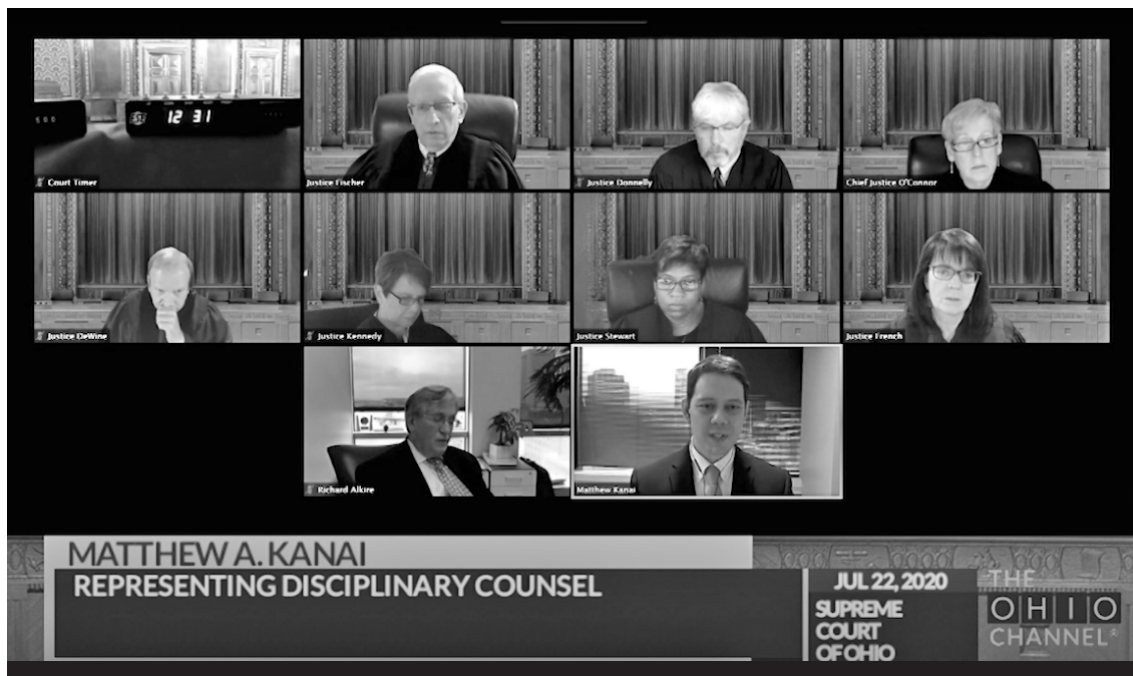 12 31
Court Timer
Justice Fischer
Justice Donnelly
Chief Justice O'Connor
Justice DeWine
Justice Kennedy
Justice Stewart
Justice French
Richard Alkire
Matthew Kanai
MATTHEW A. KANAI
REPRESENTING DISCIPLINARY COUNSEL
JUL 22, 2020
SUPREME
COURT
OF OHIO
THE
OHIO
CHANNEL®